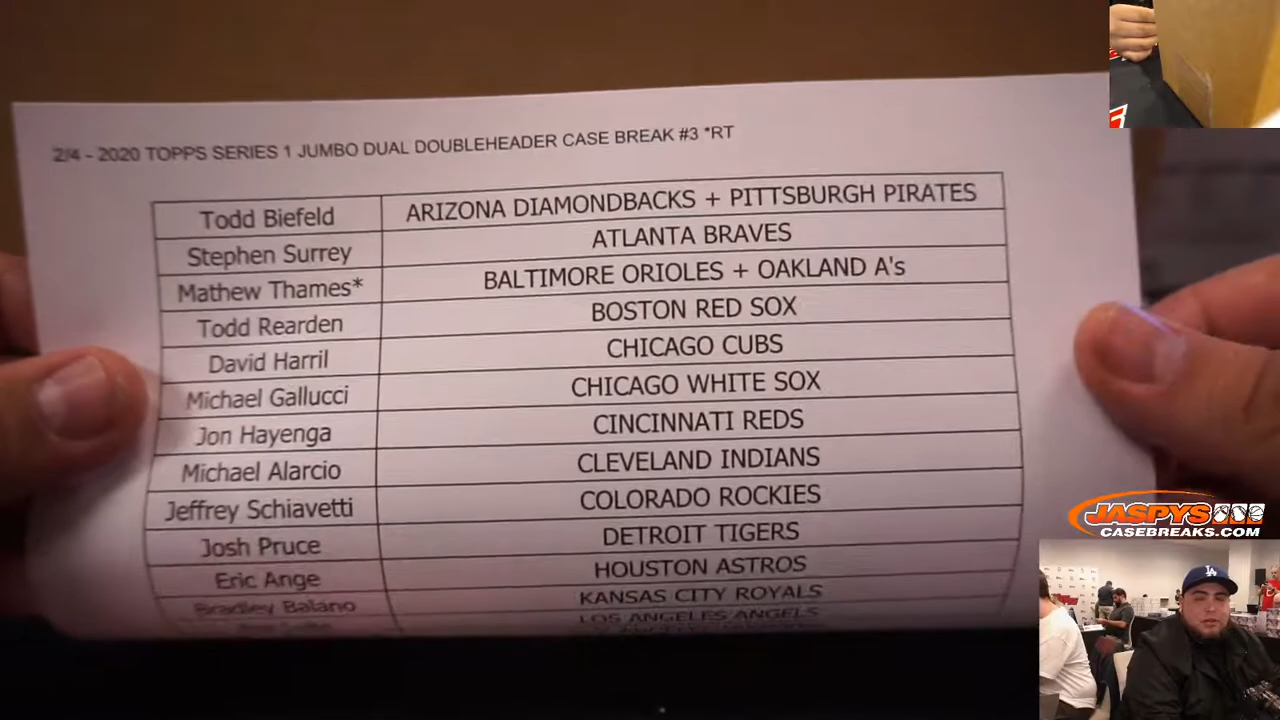 2/4 - 2020 TOPPS SERIES 1 JUMBO DUAL DOUBLEHEADER CASE BREAK #3 *RT
Todd Biefeld ARIZONA DIAMONDBACKS + PITTSBURGH PIRATES
Stephen Surrey ATLANTA BRAVES
Mathew Thames* BALTIMORE ORIOLES + OAKLAND A's
Todd Rearden BOSTON RED SOX
David Harril CHICAGO CUBS
Michael Gallucci CHICAGO WHITE SOX
Jon Hayenga CINCINNATI REDS
Michael Alarcio CLEVELAND INDIANS
Jeffrey Schiavetti COLORADO ROCKIES
Josh Pruce DETROIT TIGERS
Eric Ange HOUSTON ASTROS
Bradley Balano KANSAS CITY ROYALS
LOS ANGELES ANGELS
JASPYS
CASEBREAKS.COM
LA